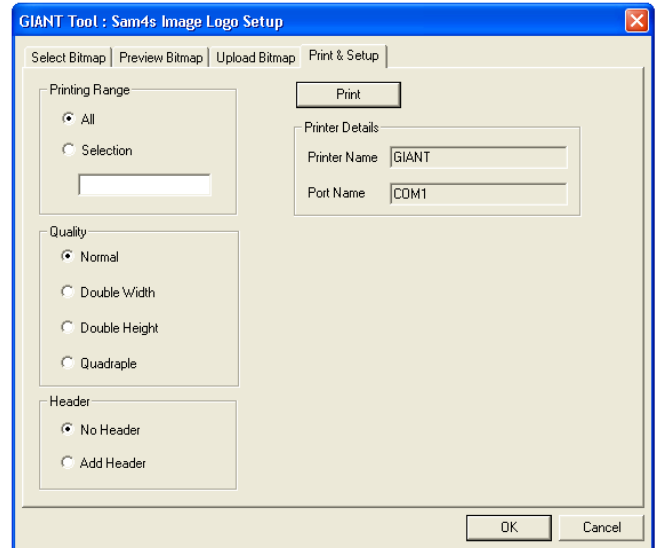 GIANT Tool : Sam4s Image Logo Setup
Select Bitmap Preview Bitmap Upload Bitmap Print & Setup
Printing Range
All
Selection
Print
Printer Details
Printer Name GIANT
Port Name COM1
Quality
Normal
Double Width
Double Height
Quadraple
Header
No Header
Add Header
OK Cancel